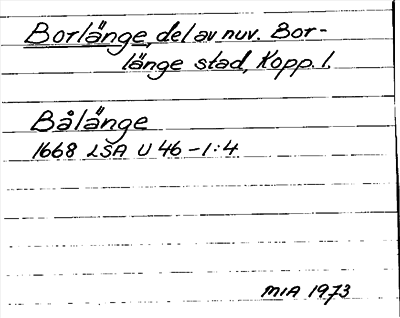 Borlänge, del av nuv. Bor-
länge stad, Kopp. l.
Bålänge
1668 LSA U 46-1:4
MIA 1973